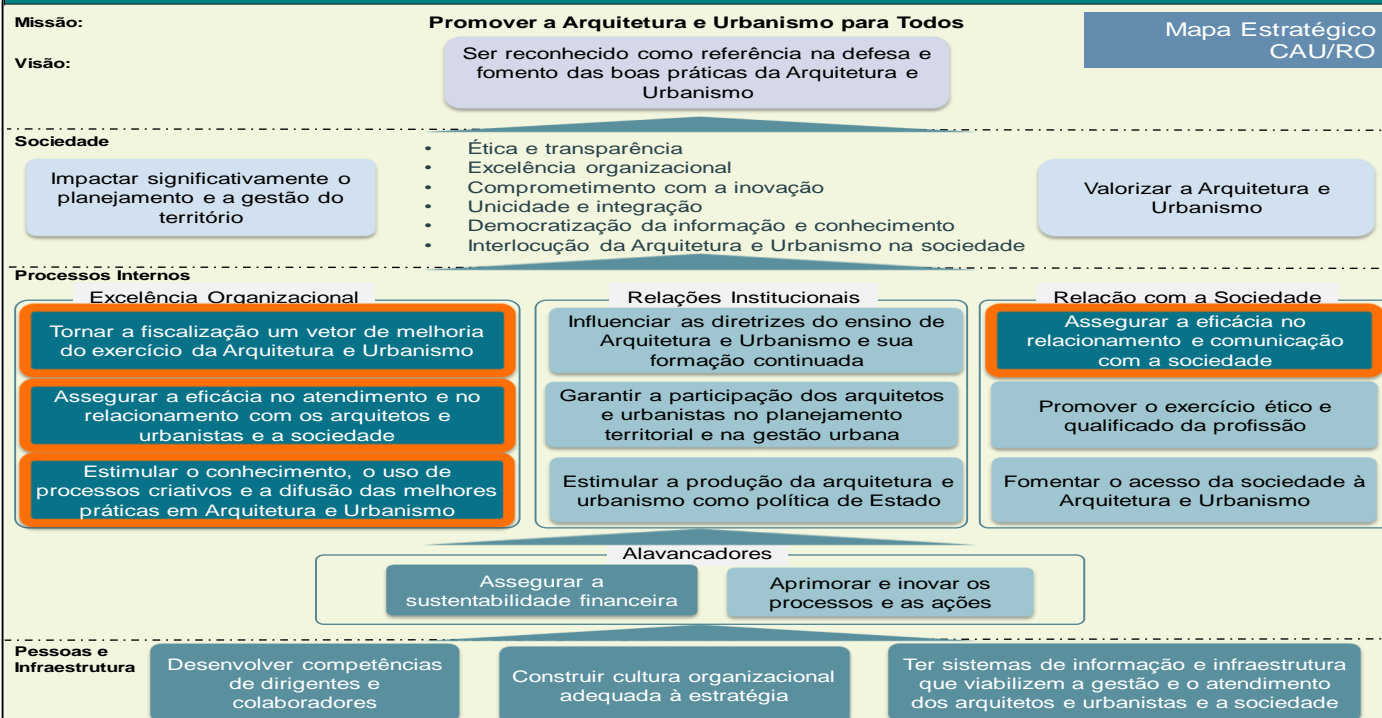 Missão:
Promover a Arquitetura e Urbanismo para Todos
Mapa Estratégico
CAU/RO
Visão:
Ser reconhecido como referência na defesa e
fomento das boas práticas da Arquitetura e
Urbanismo
Sociedade
Impactar significativamente o
planejamento e a gestão do
território
• Ética e transparência
• Excelência organizacional
• Comprometimento com a inovação
• Unicidade e integração
• Democratização da informação e conhecimento
• Interlocução da Arquitetura e Urbanismo na sociedade
Valorizar a Arquitetura e
Urbanismo
Processos Internos
Excelência Organizacional
Tornar a fiscalização um vetor de melhoria
do exercício da Arquitetura e Urbanismo
Assegurar a eficácia no atendimento e no
relacionamento com os arquitetos e
urbanistas e a sociedade
Estimular o conhecimento, o uso de
processos criativos e a difusão das melhores
práticas em Arquitetura e Urbanismo
Relações Institucionais
Influenciar as diretrizes do ensino de
Arquitetura e Urbanismo e sua
formação continuada
Garantir a participação dos arquitetos
e urbanistas no planejamento
territorial e na gestão urbana
Estimular a produção da arquitetura e
urbanismo como política de Estado
Relação com a Sociedade
Assegurar a eficácia no
relacionamento e comunicação
com a sociedade
Promover o exercício ético e
qualificado da profissão
Fomentar o acesso da sociedade à
Arquitetura e Urbanismo
Alavancadores
Assegurar a
sustentabilidade financeira
Aprimorar e inovar os
processos e as ações
Pessoas e
Infraestrutura
Desenvolver competências
de dirigentes e
colaboradores
Construir cultura organizacional
adequada à estratégia
Ter sistemas de informação e infraestrutura
que viabilizem a gestão e o atendimento
dos arquitetos e urbanistas e a sociedade